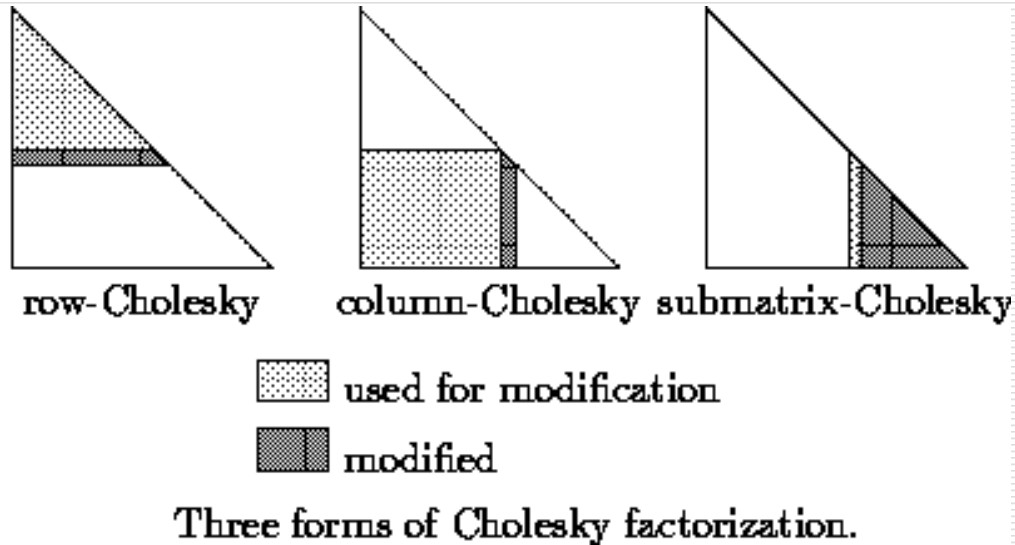 row-Cholesky column-Cholesky submatrix-Cholesky
used for modification
modified
Three forms of Cholesky factorization.